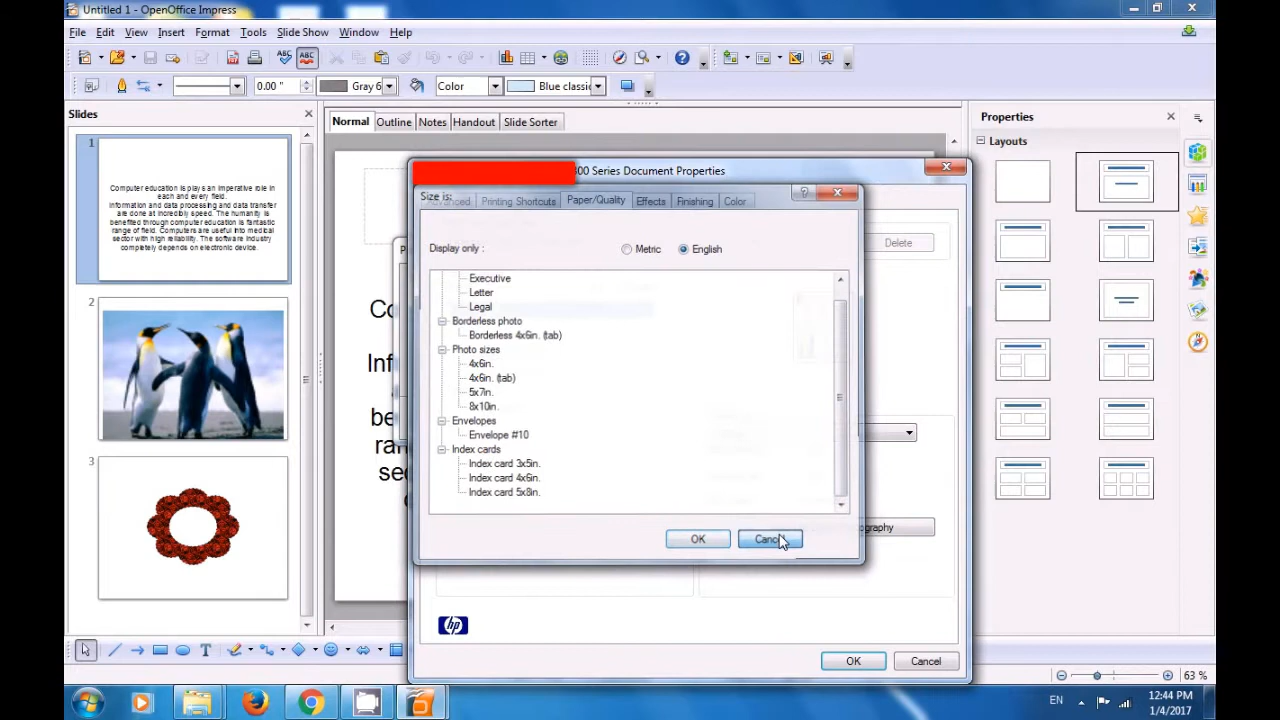 Untitled 1 - OpenOffice Impress
File Edit View Insert Format Tools Slide Show Window Help
0.00 " Gray 6 Color Blue classic
Slides
Normal Outline Notes Handout Slide Sorter
Properties
Layouts
1
Computer education is plays an imperative role in
each and every field.
Information and data processing and data transfer
are done at incredibly speed. The humanity is
benefited through computer education is fantastic
range of field. Computers are useful into medical
sector with high reliability. The software industry
completely depends on electronic device.
2
3
00 Series Document Properties
Size is:
Advanced Printing Shortcuts Paper/Quality Effects Finishing Color
Delete
Display only : Metric English
Executive
Letter
Legal
Borderless photo
Borderless 4x6in. (tab)
Photo sizes
4x6in.
4x6in. (tab)
5x7in.
8x10in.
Envelopes
Envelope #10
Index cards
Index card 3x5in.
Index card 4x6in.
Index card 5x8in.
OK Cancel
ography
hp
OK Cancel
Co
Inf
be
ra
se
63 %
EN
12:44 PM
1/4/2017